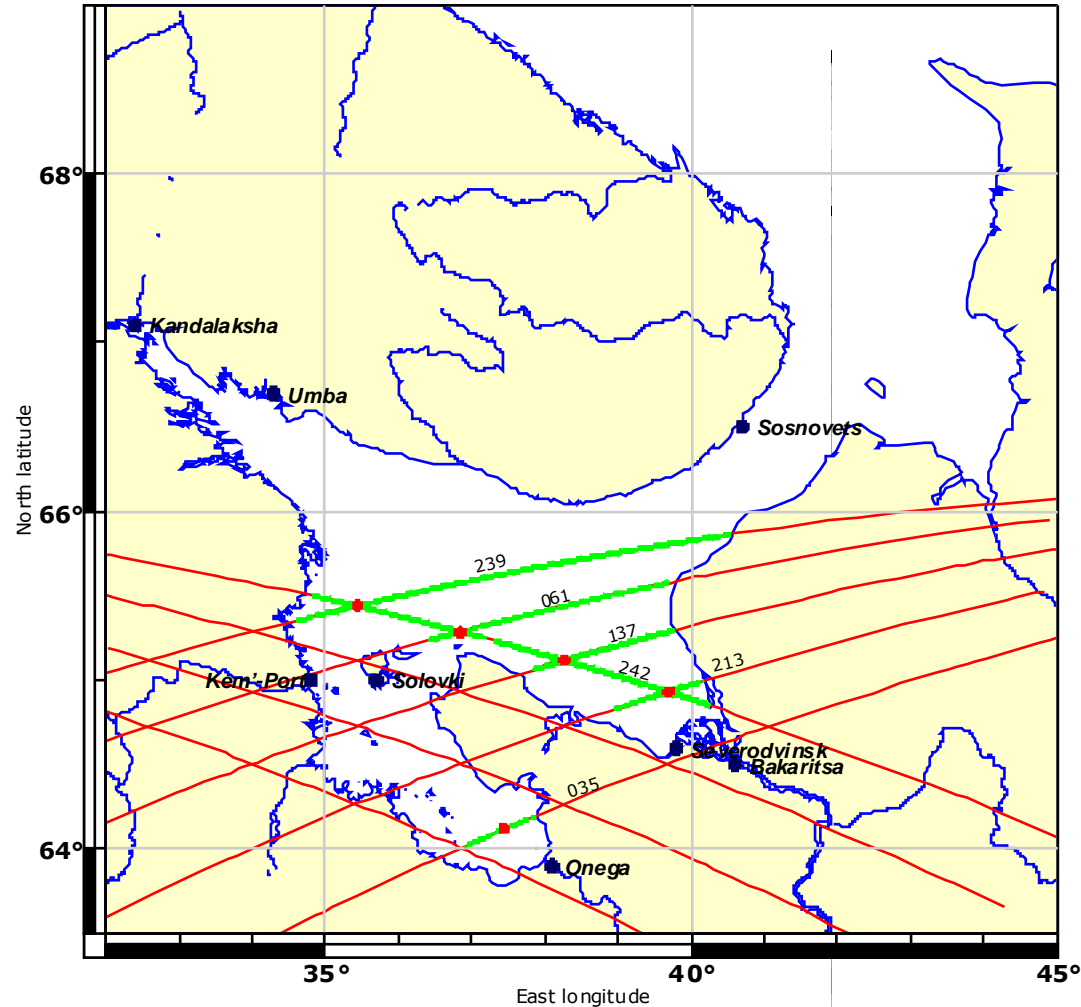 68°
Kandalaksha
Umba
Sosnovets
66°
239
061
137
242
213
Kem'-Port
Solovki
Severodvinsk
Bakaritsa
035
64°
Onega
35°
40°
45°
East longitude
North latitude